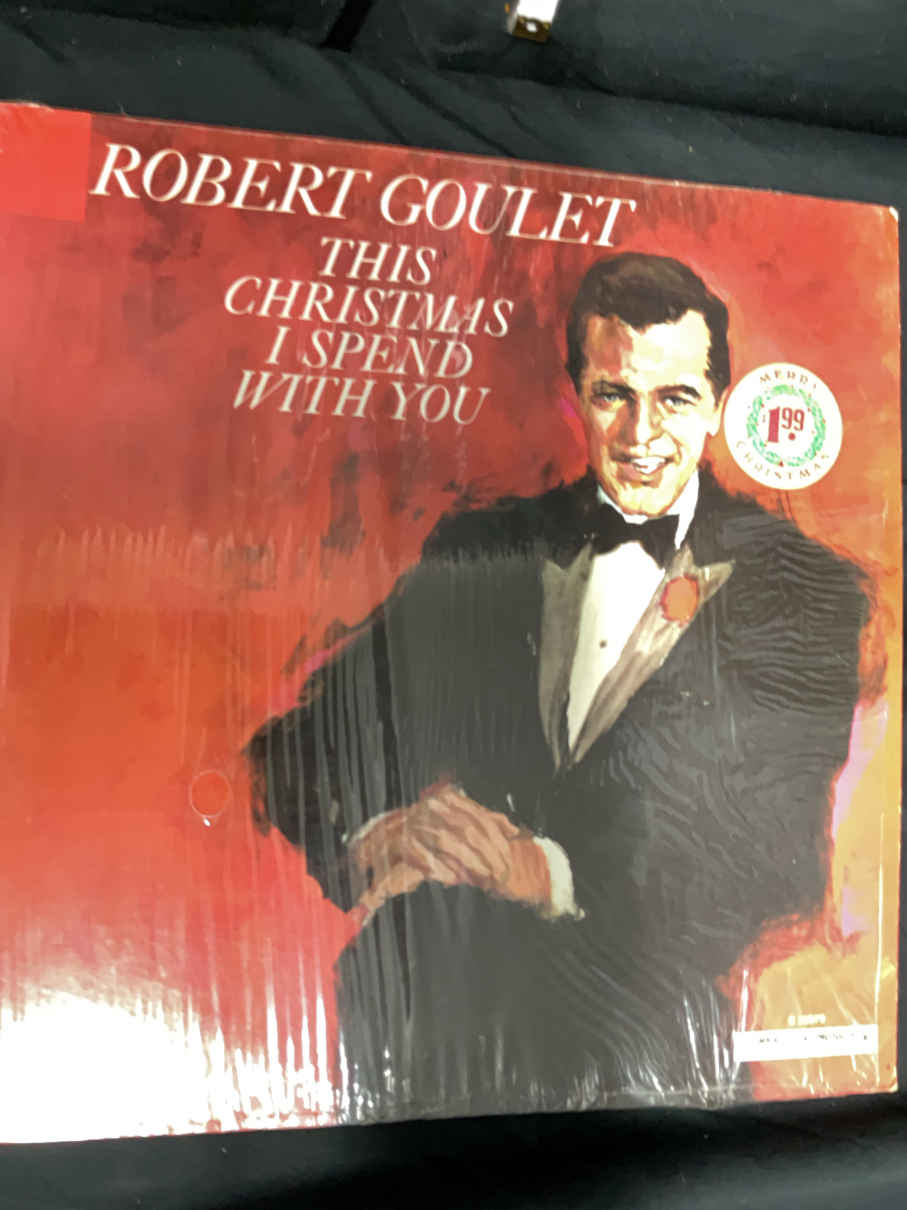 ROBERT GOULET
THIS
CHRISTMAS
I SPEND
WITH YOU
MERRY
$1.99
CHRISTMAS